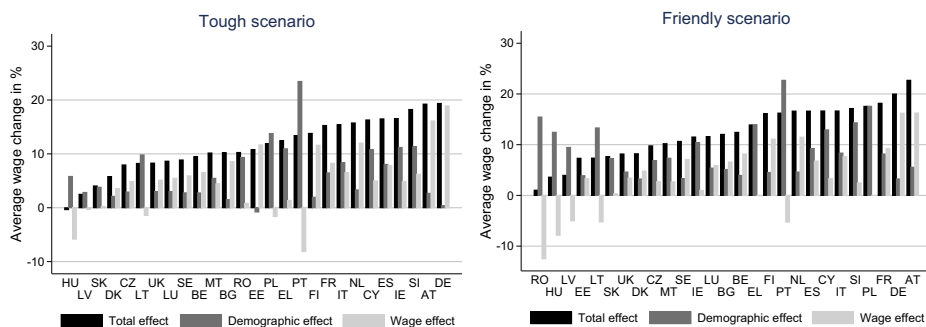 Tough scenario
Average wage change in %
30
20
10
0
-10
HU SK CZ UK SE MT RO PL PT FR NL ES SI DE
LV DK LT LU BE BG EE EL FI IT CY IE AT
Total effect Demographic effect Wage effect
Friendly scenario
Average wage change in %
30
20
10
0
-10
RO LV LT UK CZ SE LU BE FI NL CY SI FR AT
HU EE SK DK MT IE BG EL PT ES IT PL DE
Total effect Demographic effect Wage effect